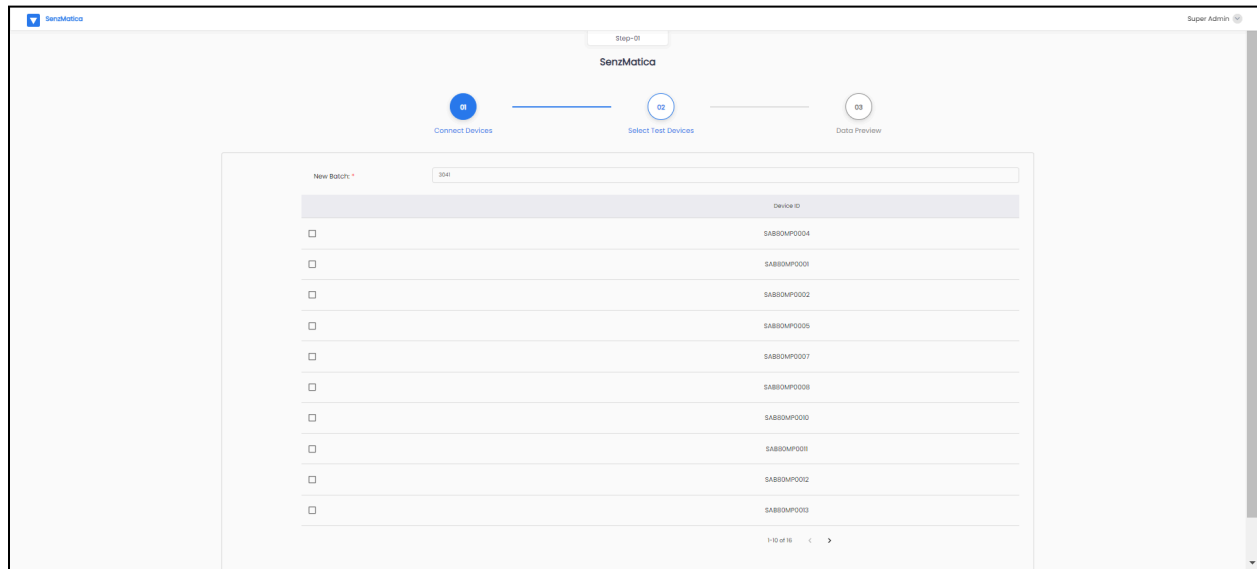 SenzMatica
Super Admin
Step-01
SenzMatica
01
02
03
Connect Devices
Select Test Devices
Data Preview
New Batch: *
3041
Device ID
SAB80MP0004
SAB80MP0001
SAB80MP0002
SAB80MP0005
SAB80MP0007
SAB80MP0008
SAB80MP0010
SAB80MP0011
SAB80MP0012
SAB80MP0013
1-10 of 16